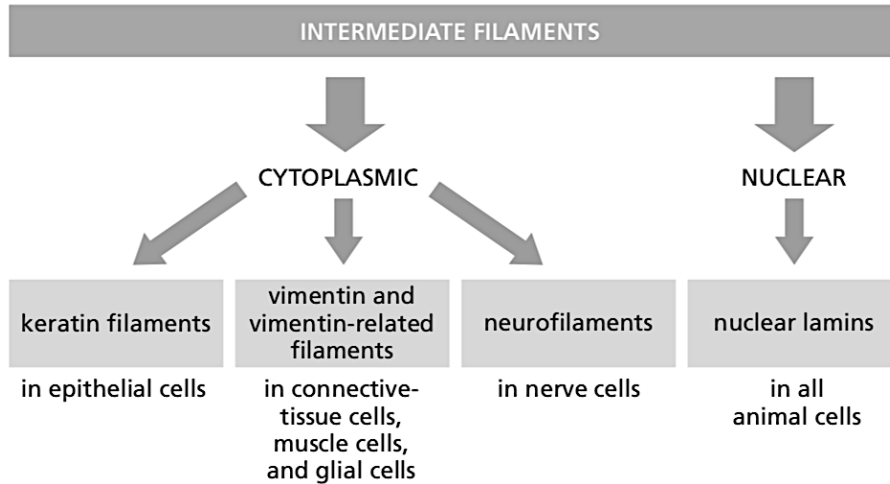 INTERMEDIATE FILAMENTS
CYTOPLASMIC
NUCLEAR
keratin filaments
vimentin and
vimentin-related
filaments
neurofilaments
nuclear lamins
in epithelial cells
in connective-
tissue cells,
muscle cells,
and glial cells
in nerve cells
in all
animal cells